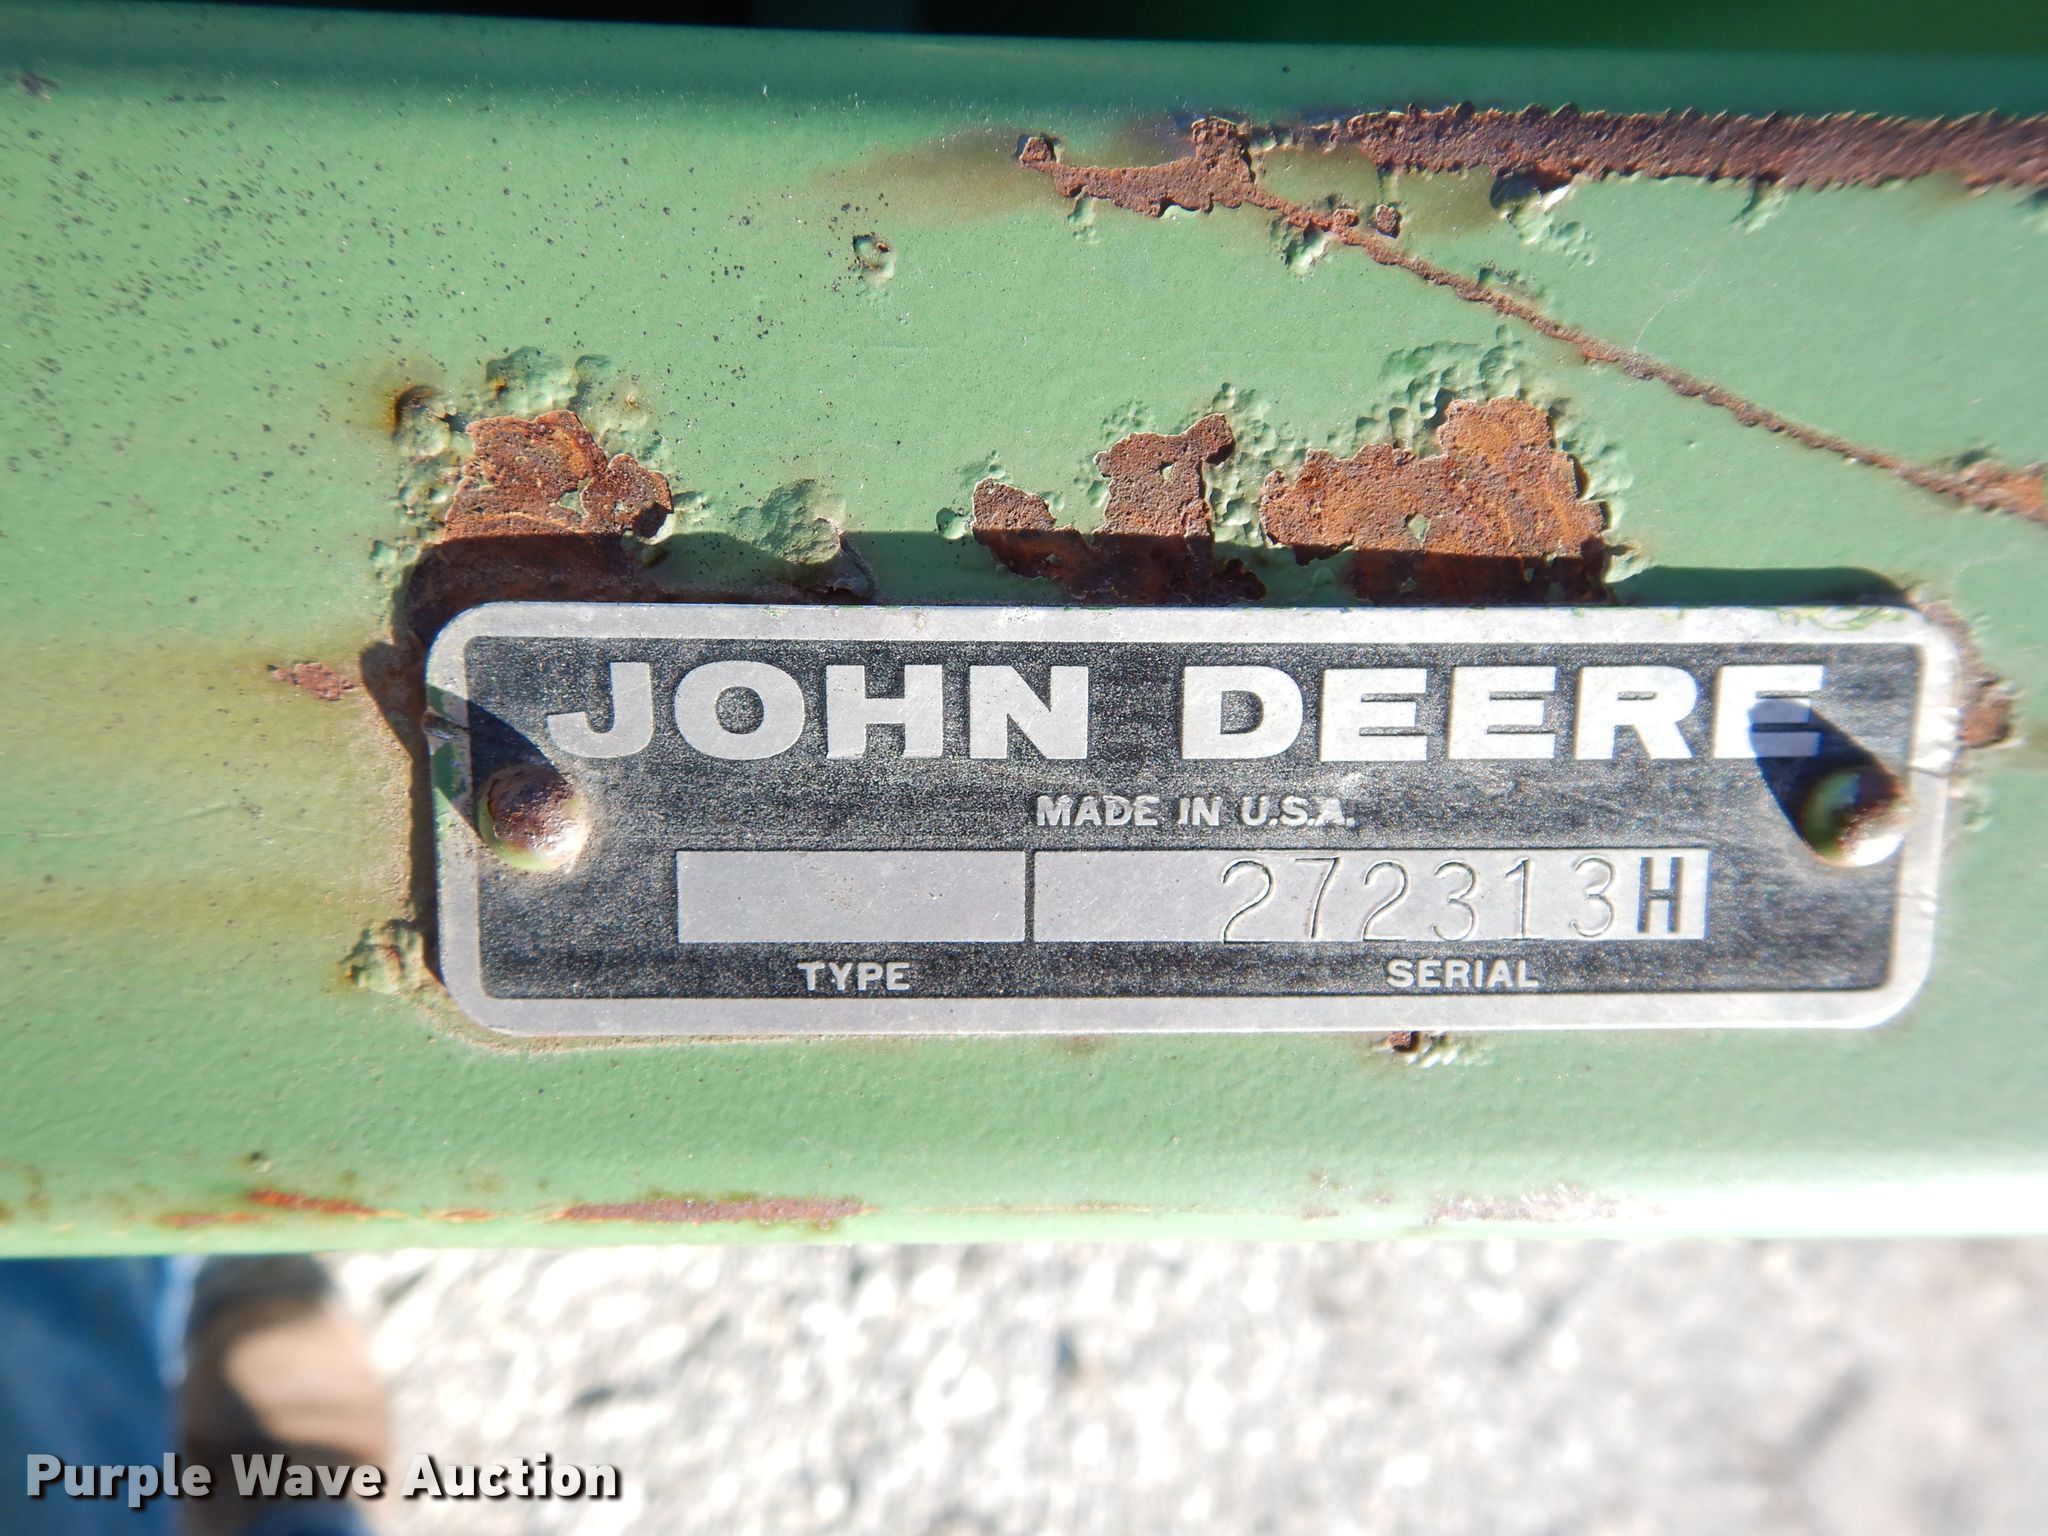 JOHN DEERE
MADE IN U.S.A.
272313H
TYPE SERIAL
Purple Wave Auction